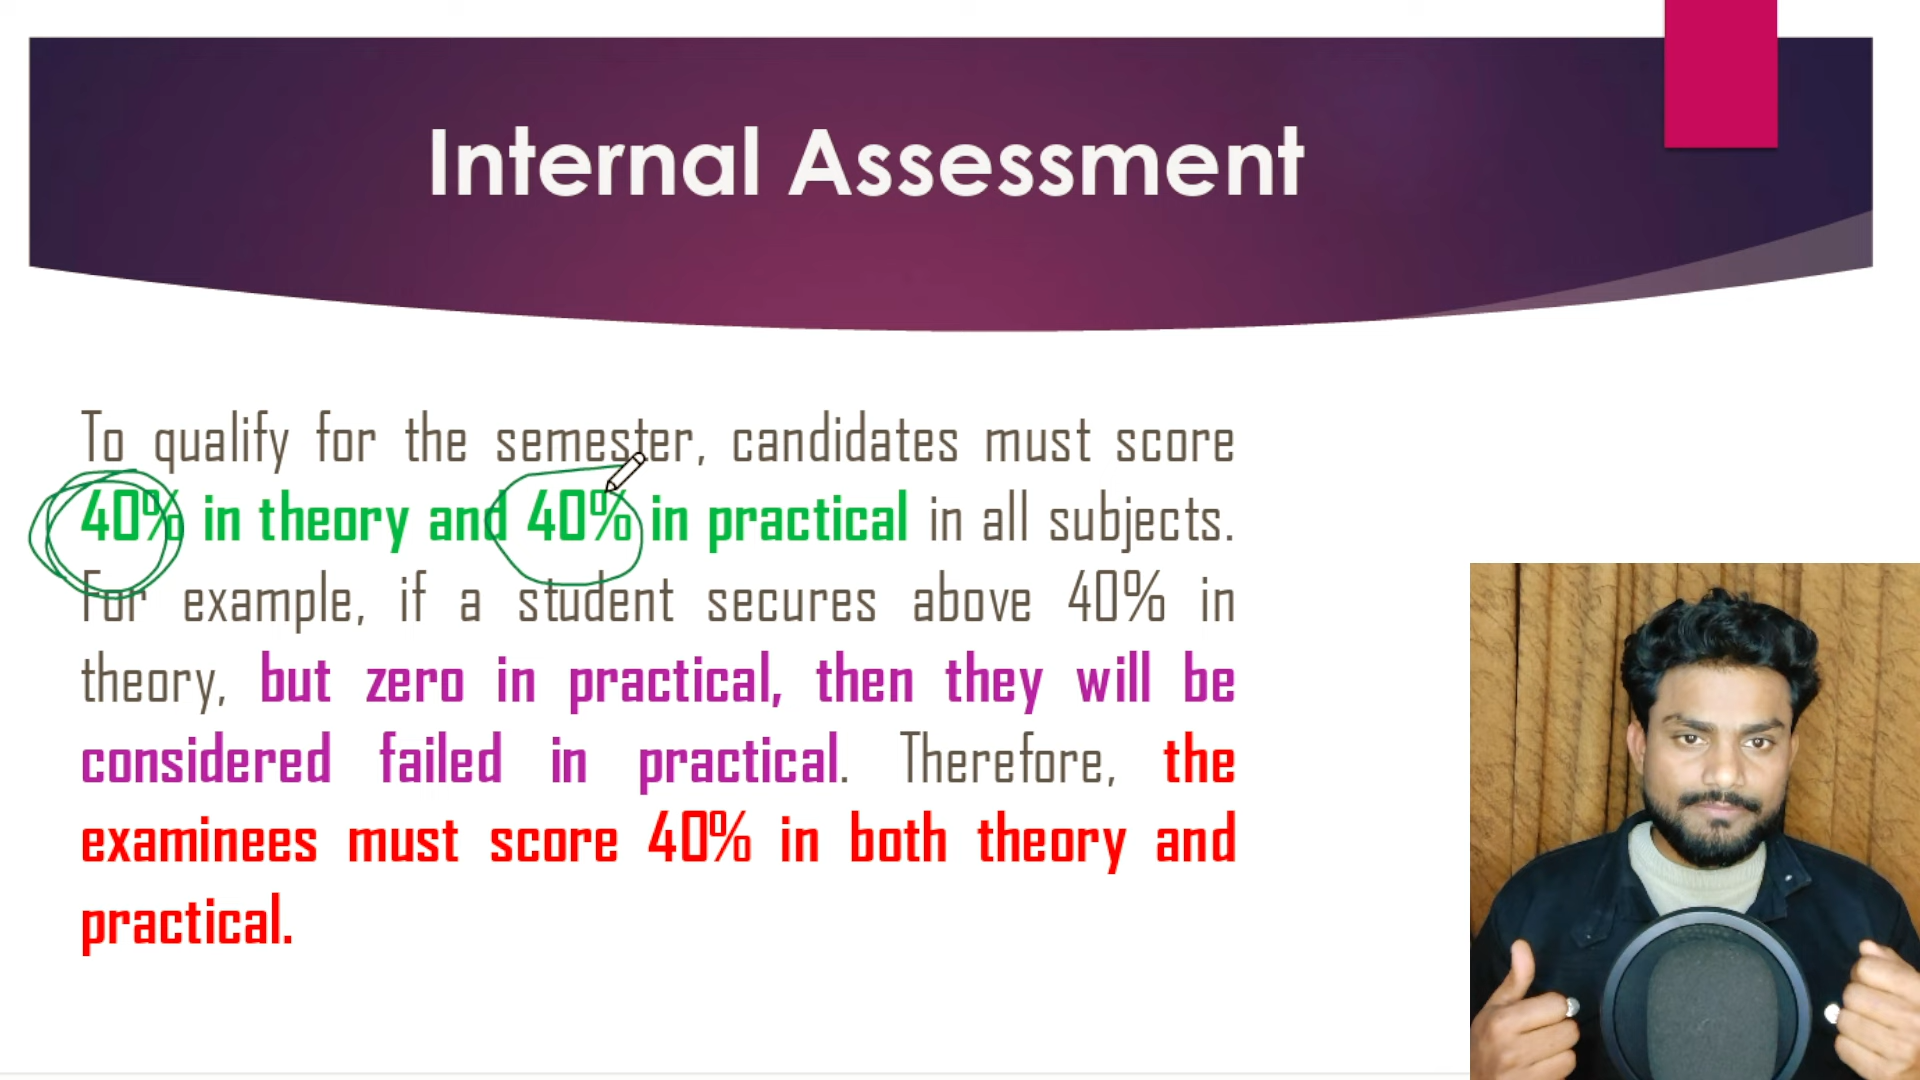 Internal Assessment
To qualify for the semester, candidates must score
40% in theory and 40% in practical in all subjects.
For example, if a student secures above 40% in
theory, but zero in practical, then they will be
considered failed in practical. Therefore, the
examinees must score 40% in both theory and
practical.